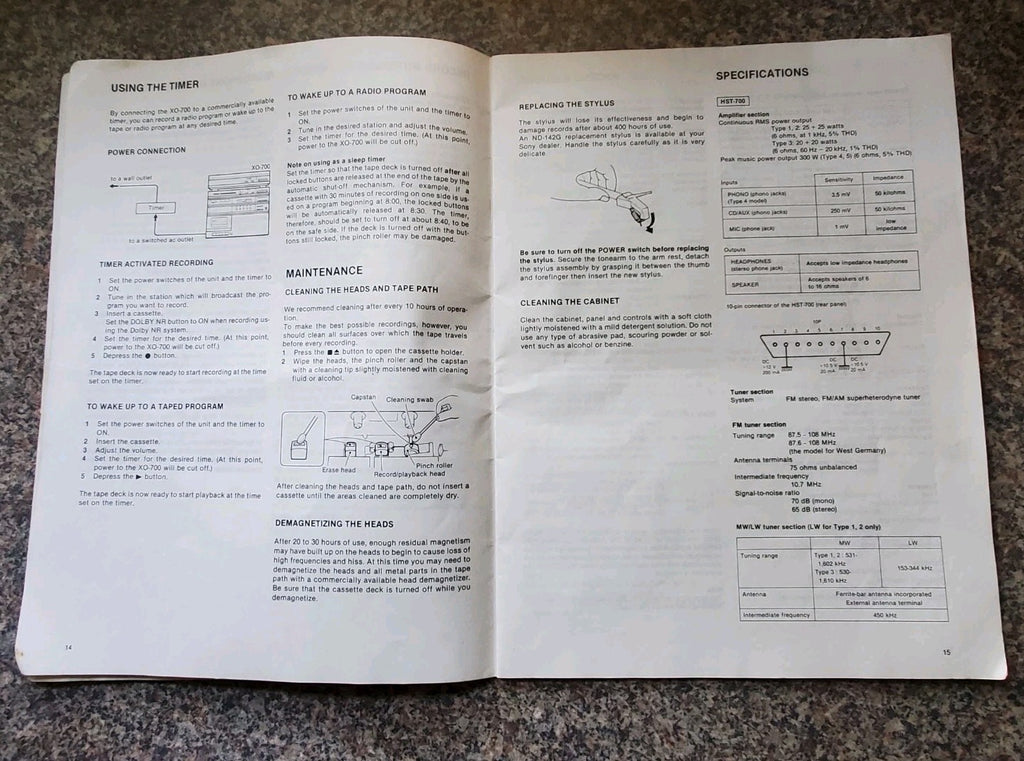 USING THE TIMER
By connecting the XO-700 to a commercially available
timer, you can record a radio program or wake up to the
tape or radio program at any desired time.
POWER CONNECTION
XO-700
to a wall outlet
Timer
to a switched ac outlet
TIMER ACTIVATED RECORDING
1 Set the power switches of the unit and the timer to
ON.
2 Tune in the station which will broadcast the pro-
gram you want to record.
3 Insert a cassette.
Set the DOLBY NR button to ON when recording us-
ing the Dolby NR system.
4 Set the timer for the desired time. (At this point,
power to the XO-700 will be cut off.)
5 Depress the ● button.
The tape deck is now ready to start recording at the time
set on the timer.
TO WAKE UP TO A TAPED PROGRAM
1 Set the power switches of the unit and the timer to
ON.
2 Insert the cassette.
3 Adjust the volume.
4 Set the timer for the desired time. (At this point,
power to the XO-700 will be cut off.)
5 Depress the ► button.
The tape deck is now ready to start playback at the time
set on the timer.
14
TO WAKE UP TO A RADIO PROGRAM
1 Set the power switches of the unit and the timer to
ON.
2 Tune in the desired station and adjust the volume.
3 Set the timer for the desired time. (At this point,
power to the XO-700 will be cut off.)
Note on using as a sleep timer
Set the timer so that the tape deck is turned off after all
locked buttons are released at the end of the tape by the
automatic shut-off mechanism. For example, if a
cassette with 30 minutes of recording on one side is us-
ed on a program beginning at 8:00, the locked buttons
will be automatically released at 8:30. The timer,
therefore, should be set to turn off at about 8:40, to be
on the safe side. If the deck is turned off with the but-
tons still locked, the pinch roller may be damaged.
MAINTENANCE
CLEANING THE HEADS AND TAPE PATH
We recommend cleaning after every 10 hours of opera-
tion.
To make the best possible recordings, however, you
should clean all surfaces over which the tape travels
before every recording.
1 Press the ■⏏ button to open the cassette holder.
2 Wipe the heads, the pinch roller and the capstan
with a cleaning tip slightly moistened with cleaning
fluid or alcohol.
Capstan Cleaning swab
Pinch roller
Erase head Record/playback head
After cleaning the heads and tape path, do not insert a
cassette until the areas cleaned are completely dry.
DEMAGNETIZING THE HEADS
After 20 to 30 hours of use, enough residual magnetism
may have built up on the heads to begin to cause loss of
high frequencies and hiss. At this time you may need to
demagnetize the heads and all metal parts in the tape
path with a commercially available head demagnetizer.
Be sure that the cassette deck is turned off while you
demagnetize.
REPLACING THE STYLUS
The stylus will lose its effectiveness and begin to
damage records after about 400 hours of use.
An ND-142G replacement stylus is available at your
Sony dealer. Handle the stylus carefully as it is very
delicate.
Be sure to turn off the POWER switch before replacing
the stylus. Secure the tonearm to the arm rest, detach
the stylus assembly by grasping it between the thumb
and forefinger then insert the new stylus.
CLEANING THE CABINET
Clean the cabinet, panel and controls with a soft cloth
lightly moistened with a mild detergent solution. Do not
use any type of abrasive pad, scouring powder or sol-
vent such as alcohol or benzine.
SPECIFICATIONS
HST-700
Amplifier section
Continuous RMS power output
Type 1, 2: 25 + 25 watts
(6 ohms, at 1 kHz, 5% THD)
Type 3: 20 + 20 watts
(6 ohms, 60 Hz – 20 kHz, 1% THD)
Peak music power output 300 W (Type 4, 5) (6 ohms, 5% THD)
Inputs Sensitivity Impedance
PHONO (phono jacks) 3.5 mV 50 kilohms
(Type 4 model)
CD/AUX (phono jacks) 250 mV 50 kilohms
MIC (phone jack) 1 mV low
impedance
Outputs
HEADPHONES Accepts low impedance headphones
(stereo phone jack)
SPEAKER Accepts speakers of 6
to 16 ohms
10-pin connector of the HST-700 (rear panel)
10P
1 2 3 4 5 6 7 8 9 10
DC DC DC
+12 V +10.5 V +10.5 V
200 mA 20 mA 20 mA
Tuner section
System FM stereo, FM/AM superheterodyne tuner
FM tuner section
Tuning range 87.5 - 108 MHz
87.6 - 108 MHz
(the model for West Germany)
Antenna terminals
75 ohms unbalanced
Intermediate frequency
10.7 MHz
Signal-to-noise ratio
70 dB (mono)
65 dB (stereo)
MW/LW tuner section (LW for Type 1, 2 only)
MW LW
Tuning range Type 1, 2 : 531-
1,602 kHz
Type 3 : 530-
1,610 kHz
153-344 kHz
Antenna Ferrite-bar antenna incorporated
External antenna terminal
Intermediate frequency 450 kHz
15